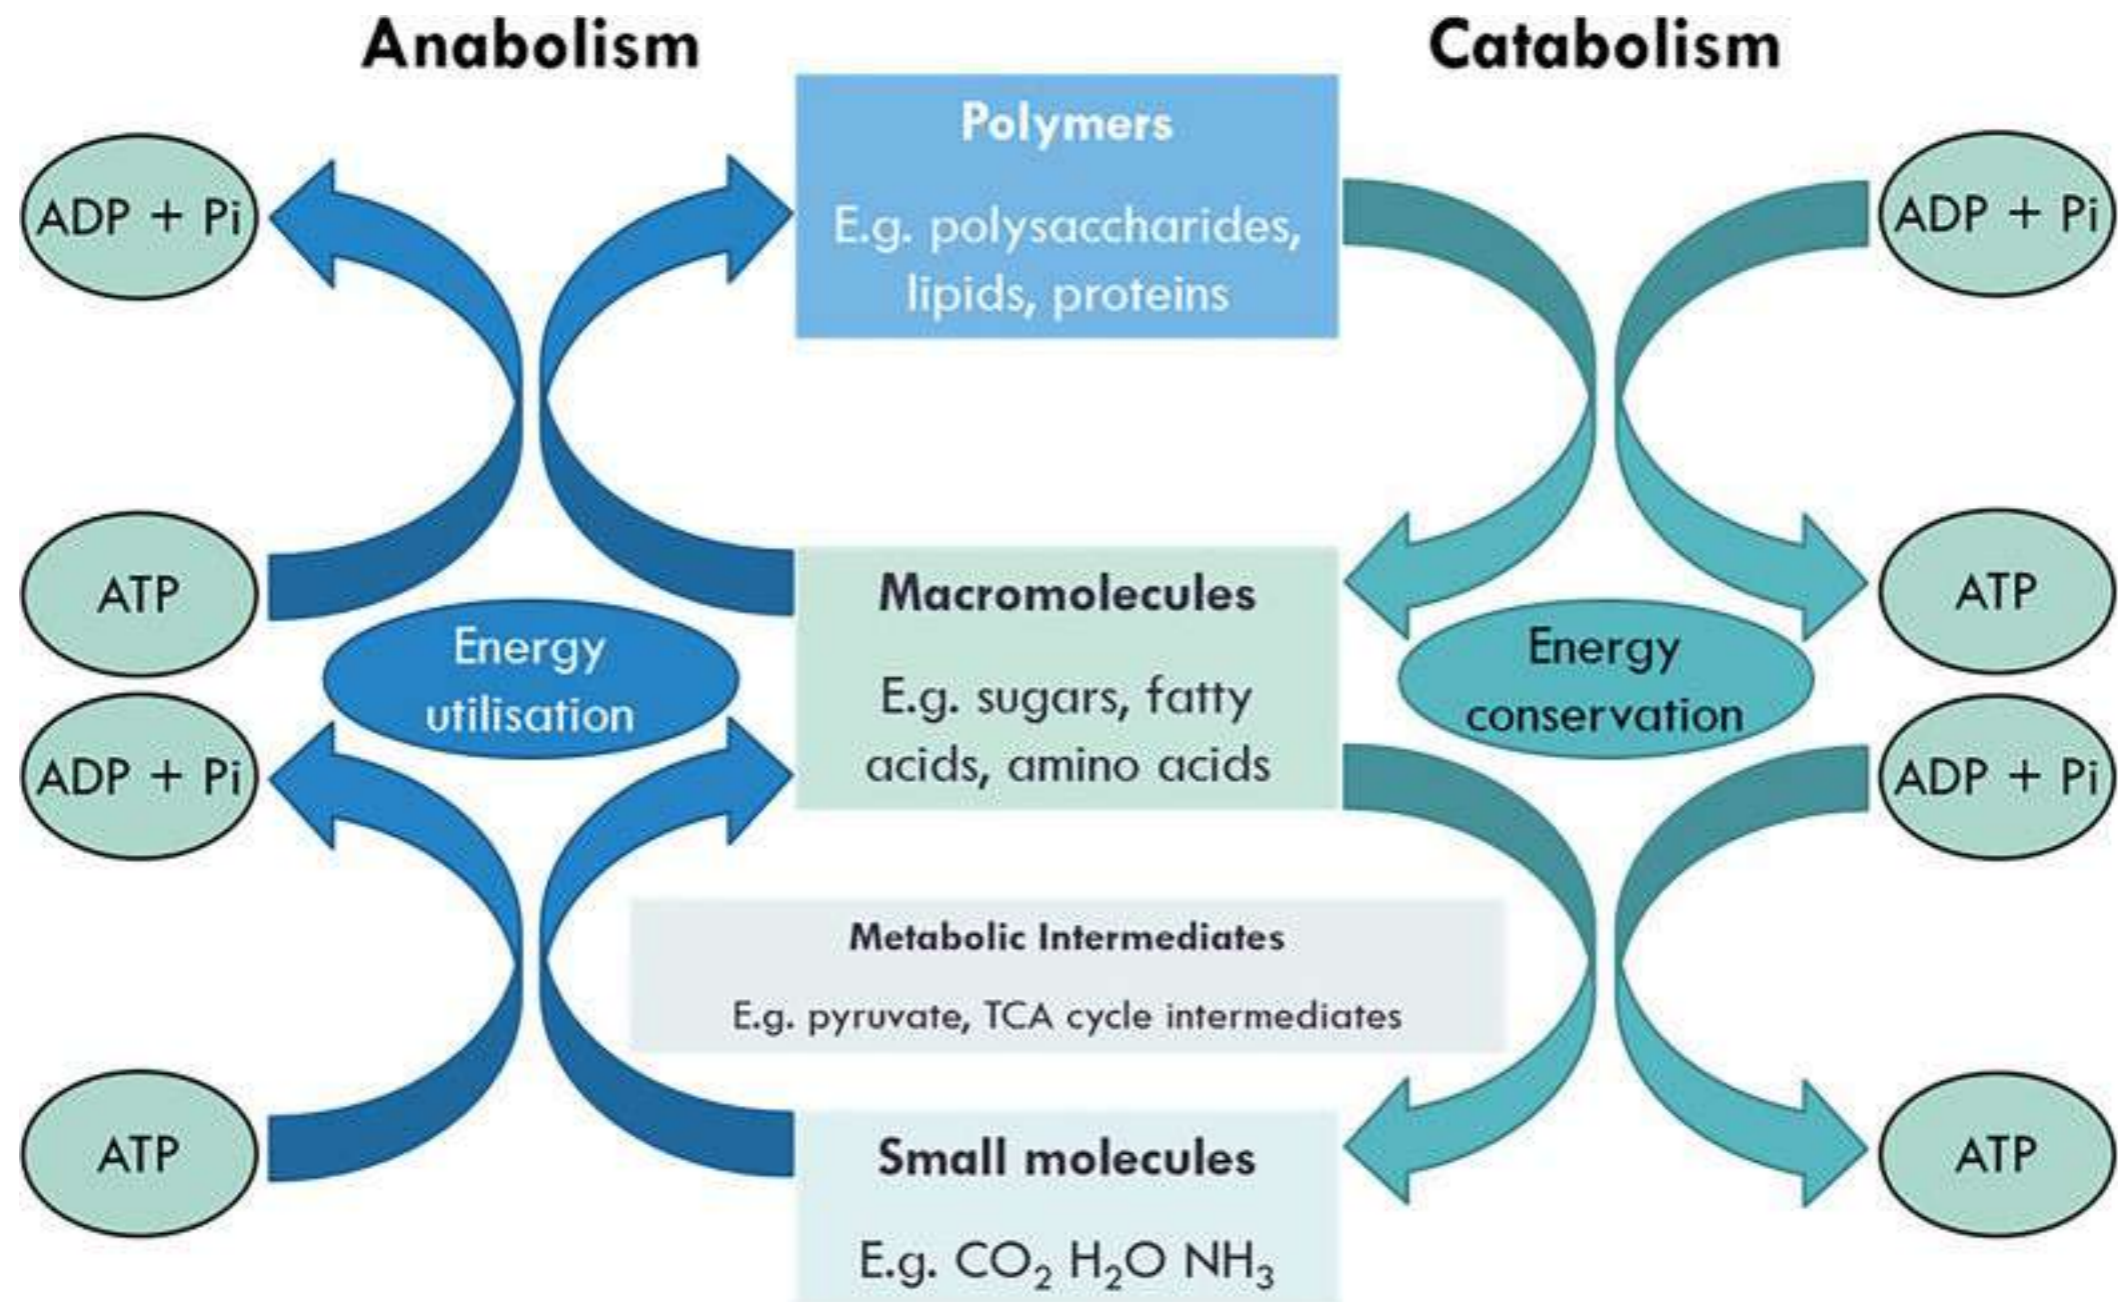 Anabolism
Catabolism
Polymers
E.g. polysaccharides,
lipids, proteins
ADP + Pi
ADP + Pi
ATP
Macromolecules
E.g. sugars, fatty
acids, amino acids
ATP
Energy
utilisation
Energy
conservation
ADP + Pi
ADP + Pi
Metabolic Intermediates
E.g. pyruvate, TCA cycle intermediates
ATP
Small molecules
E.g. CO₂ H₂O NH₃
ATP